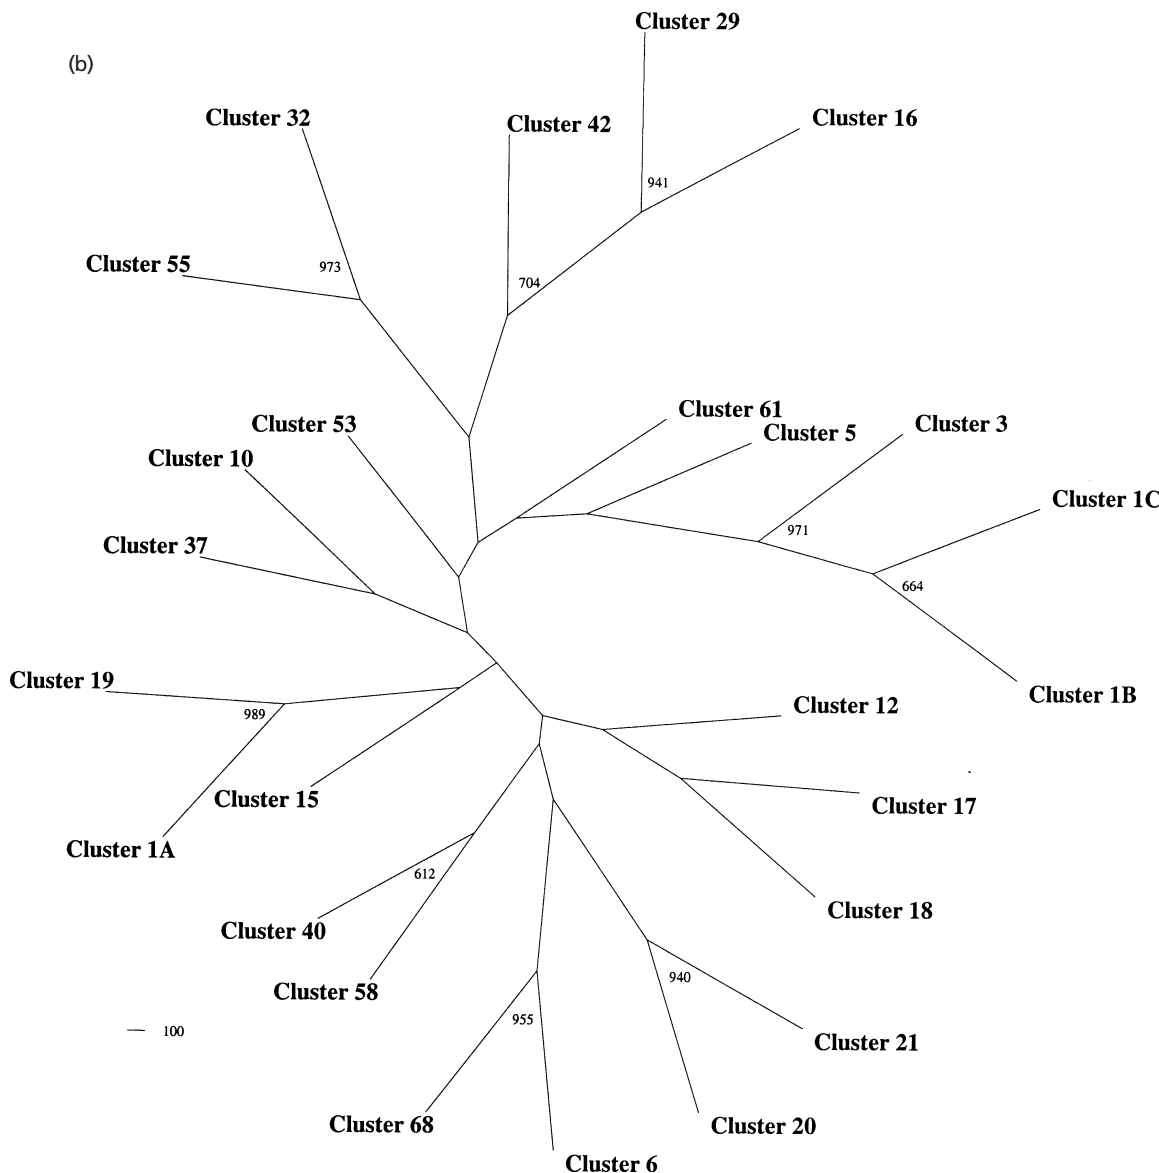 Cluster 29
(b)
Cluster 32
Cluster 42
Cluster 16
941
Cluster 55
973
704
Cluster 61
Cluster 53
Cluster 5
Cluster 3
Cluster 10
Cluster 1C
971
Cluster 37
664
Cluster 19
Cluster 1B
Cluster 12
989
Cluster 15
Cluster 17
Cluster 1A
612
Cluster 18
Cluster 40
940
Cluster 58
955
100
Cluster 21
Cluster 68
Cluster 20
Cluster 6